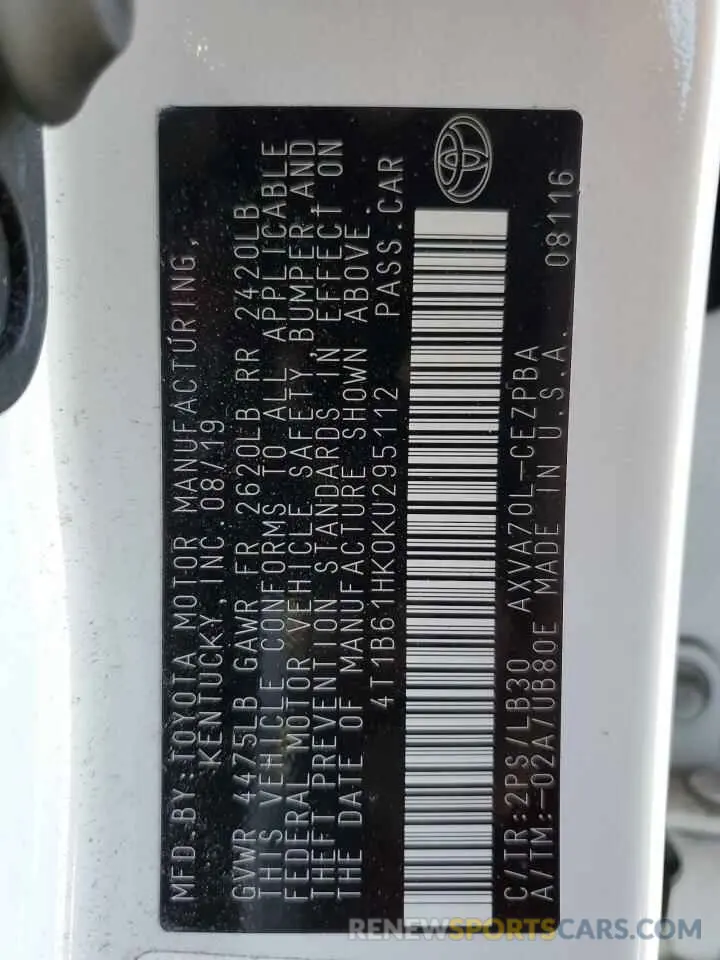 MFD.BY:TOYOTA MOTOR MANUFACTURING,
KENTUCKY,INC.08/19
GVWR 4475LB GAWR FR 2620LB RR 2420LB
THIS VEHICLE CONFORMS TO ALL APPLICABLE
FEDERAL MOTOR VEHICLE SAFETY,BUMPER AND
THEFT PREVENTION STANDARDS IN EFFECT ON
THE DATE OF MANUFACTURE SHOWN ABOVE.
4T1B61HK0KU295112 PASS.CAR
C/IR:2PS/LB30 AXVA70L-CEZPBA 08116
A/TM:-02A/UB80E MADE IN U.S.A.
RENEWSPORTSCARS.COM